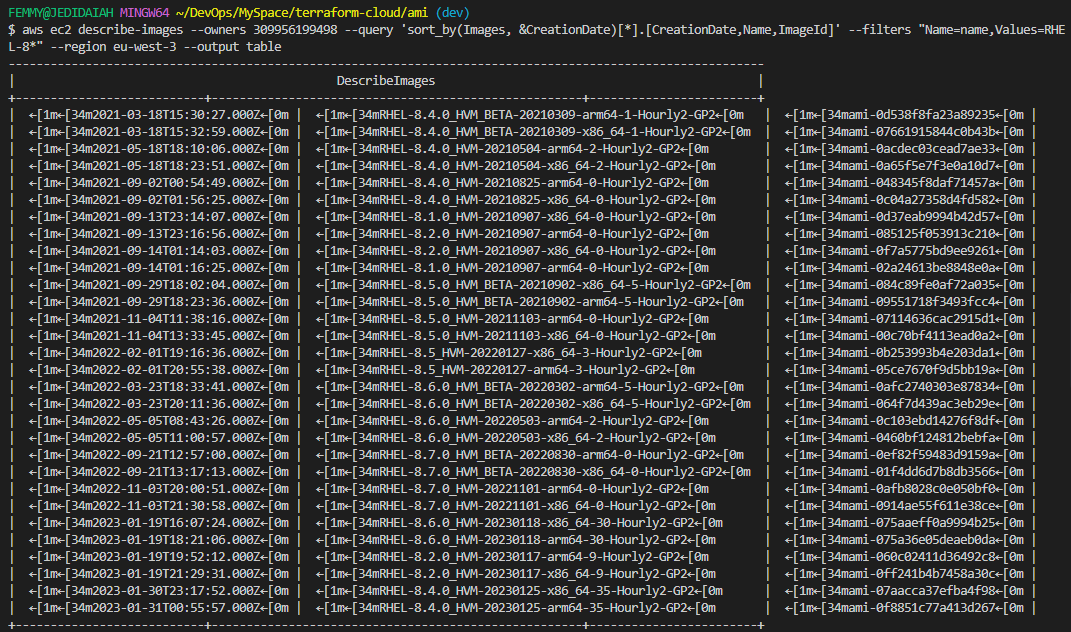 FEMMY@JEDIDAIAH MINGW64 ~/DevOps/MySpace/terraform-cloud/ami (dev)
$ aws ec2 describe-images --owners 309956199498 --query 'sort_by(Images, &CreationDate)[*].[CreationDate,Name,ImageId]' --filters "Name=name,Values=RHE
L-8*" --region eu-west-3 --output table
-------------------------------------------------------------------------------------------------------------
|                                              DescribeImages                                               |
+----------------------------+------------------------------------------------------+------------------------+
|  ←[1m←[34m2021-03-18T15:30:27.000Z←[0m |  ←[1m←[34mRHEL-8.4.0_HVM_BETA-20210309-arm64-1-Hourly2-GP2←[0m   |  ←[1m←[34mami-0d538f8fa23a89235←[0m |
|  ←[1m←[34m2021-03-18T15:32:59.000Z←[0m |  ←[1m←[34mRHEL-8.4.0_HVM_BETA-20210309-x86_64-1-Hourly2-GP2←[0m  |  ←[1m←[34mami-07661915844c0b43b←[0m |
|  ←[1m←[34m2021-05-18T18:10:06.000Z←[0m |  ←[1m←[34mRHEL-8.4.0_HVM-20210504-arm64-2-Hourly2-GP2←[0m        |  ←[1m←[34mami-0acdec03cead7ae33←[0m |
|  ←[1m←[34m2021-05-18T18:23:51.000Z←[0m |  ←[1m←[34mRHEL-8.4.0_HVM-20210504-x86_64-2-Hourly2-GP2←[0m       |  ←[1m←[34mami-0a65f5e7f3e0a10d7←[0m |
|  ←[1m←[34m2021-09-02T00:54:49.000Z←[0m |  ←[1m←[34mRHEL-8.4.0_HVM-20210825-arm64-0-Hourly2-GP2←[0m        |  ←[1m←[34mami-048345f8daf71457a←[0m |
|  ←[1m←[34m2021-09-02T01:56:25.000Z←[0m |  ←[1m←[34mRHEL-8.4.0_HVM-20210825-x86_64-0-Hourly2-GP2←[0m       |  ←[1m←[34mami-0c04a27358d4fd582←[0m |
|  ←[1m←[34m2021-09-13T23:14:07.000Z←[0m |  ←[1m←[34mRHEL-8.1.0_HVM-20210907-x86_64-0-Hourly2-GP2←[0m       |  ←[1m←[34mami-0d37eab9994b42d57←[0m |
|  ←[1m←[34m2021-09-13T23:16:56.000Z←[0m |  ←[1m←[34mRHEL-8.2.0_HVM-20210907-arm64-0-Hourly2-GP2←[0m        |  ←[1m←[34mami-085125f053913c210←[0m |
|  ←[1m←[34m2021-09-14T01:14:03.000Z←[0m |  ←[1m←[34mRHEL-8.2.0_HVM-20210907-x86_64-0-Hourly2-GP2←[0m       |  ←[1m←[34mami-0f7a5775bd9ee9261←[0m |
|  ←[1m←[34m2021-09-14T01:16:25.000Z←[0m |  ←[1m←[34mRHEL-8.1.0_HVM-20210907-arm64-0-Hourly2-GP2←[0m        |  ←[1m←[34mami-02a24613be8848e0a←[0m |
|  ←[1m←[34m2021-09-29T18:02:04.000Z←[0m |  ←[1m←[34mRHEL-8.5.0_HVM_BETA-20210902-x86_64-5-Hourly2-GP2←[0m  |  ←[1m←[34mami-084c89fe0af72a035←[0m |
|  ←[1m←[34m2021-09-29T18:23:36.000Z←[0m |  ←[1m←[34mRHEL-8.5.0_HVM_BETA-20210902-arm64-5-Hourly2-GP2←[0m   |  ←[1m←[34mami-09551718f3493fcc4←[0m |
|  ←[1m←[34m2021-11-04T11:38:16.000Z←[0m |  ←[1m←[34mRHEL-8.5.0_HVM-20211103-arm64-0-Hourly2-GP2←[0m        |  ←[1m←[34mami-07114636cac2915d1←[0m |
|  ←[1m←[34m2021-11-04T13:33:45.000Z←[0m |  ←[1m←[34mRHEL-8.5.0_HVM-20211103-x86_64-0-Hourly2-GP2←[0m       |  ←[1m←[34mami-00c70bf4113ead0a2←[0m |
|  ←[1m←[34m2022-02-01T19:16:36.000Z←[0m |  ←[1m←[34mRHEL-8.5_HVM-20220127-x86_64-3-Hourly2-GP2←[0m         |  ←[1m←[34mami-0b253993b4e203da1←[0m |
|  ←[1m←[34m2022-02-01T20:55:38.000Z←[0m |  ←[1m←[34mRHEL-8.5_HVM-20220127-arm64-3-Hourly2-GP2←[0m          |  ←[1m←[34mami-05ce7670f9d5bb19a←[0m |
|  ←[1m←[34m2022-03-23T18:33:41.000Z←[0m |  ←[1m←[34mRHEL-8.6.0_HVM_BETA-20220302-arm64-5-Hourly2-GP2←[0m   |  ←[1m←[34mami-0afc2740303e87834←[0m |
|  ←[1m←[34m2022-03-23T20:11:36.000Z←[0m |  ←[1m←[34mRHEL-8.6.0_HVM_BETA-20220302-x86_64-5-Hourly2-GP2←[0m  |  ←[1m←[34mami-064f7d439ac3eb29e←[0m |
|  ←[1m←[34m2022-05-05T08:43:26.000Z←[0m |  ←[1m←[34mRHEL-8.6.0_HVM-20220503-arm64-2-Hourly2-GP2←[0m        |  ←[1m←[34mami-0c103ebd14276f8df←[0m |
|  ←[1m←[34m2022-05-05T11:00:57.000Z←[0m |  ←[1m←[34mRHEL-8.6.0_HVM-20220503-x86_64-2-Hourly2-GP2←[0m       |  ←[1m←[34mami-0460bf124812bebfa←[0m |
|  ←[1m←[34m2022-09-21T12:57:00.000Z←[0m |  ←[1m←[34mRHEL-8.7.0_HVM_BETA-20220830-arm64-0-Hourly2-GP2←[0m   |  ←[1m←[34mami-0ef82f59483d9159a←[0m |
|  ←[1m←[34m2022-09-21T13:17:13.000Z←[0m |  ←[1m←[34mRHEL-8.7.0_HVM_BETA-20220830-x86_64-0-Hourly2-GP2←[0m  |  ←[1m←[34mami-01f4dd6d7b8db3566←[0m |
|  ←[1m←[34m2022-11-03T20:00:51.000Z←[0m |  ←[1m←[34mRHEL-8.7.0_HVM-20221101-arm64-0-Hourly2-GP2←[0m        |  ←[1m←[34mami-0afb8028c0e050bf0←[0m |
|  ←[1m←[34m2022-11-03T21:30:58.000Z←[0m |  ←[1m←[34mRHEL-8.7.0_HVM-20221101-x86_64-0-Hourly2-GP2←[0m       |  ←[1m←[34mami-0914ae55f611e38ce←[0m |
|  ←[1m←[34m2023-01-19T16:07:24.000Z←[0m |  ←[1m←[34mRHEL-8.6.0_HVM-20230118-x86_64-30-Hourly2-GP2←[0m      |  ←[1m←[34mami-075aaeff0a9994b25←[0m |
|  ←[1m←[34m2023-01-19T18:21:06.000Z←[0m |  ←[1m←[34mRHEL-8.6.0_HVM-20230118-arm64-30-Hourly2-GP2←[0m       |  ←[1m←[34mami-075a36e05deaeb0da←[0m |
|  ←[1m←[34m2023-01-19T19:52:12.000Z←[0m |  ←[1m←[34mRHEL-8.2.0_HVM-20230117-arm64-9-Hourly2-GP2←[0m        |  ←[1m←[34mami-060c02411d36492c8←[0m |
|  ←[1m←[34m2023-01-19T21:29:31.000Z←[0m |  ←[1m←[34mRHEL-8.2.0_HVM-20230117-x86_64-9-Hourly2-GP2←[0m       |  ←[1m←[34mami-0ff241b4b7458a30c←[0m |
|  ←[1m←[34m2023-01-30T23:17:52.000Z←[0m |  ←[1m←[34mRHEL-8.4.0_HVM-20230125-x86_64-35-Hourly2-GP2←[0m      |  ←[1m←[34mami-07aacca37efba4f98←[0m |
|  ←[1m←[34m2023-01-31T00:55:57.000Z←[0m |  ←[1m←[34mRHEL-8.4.0_HVM-20230125-arm64-35-Hourly2-GP2←[0m       |  ←[1m←[34mami-0f8851c77a413d267←[0m |
+----------------------------+------------------------------------------------------+------------------------+